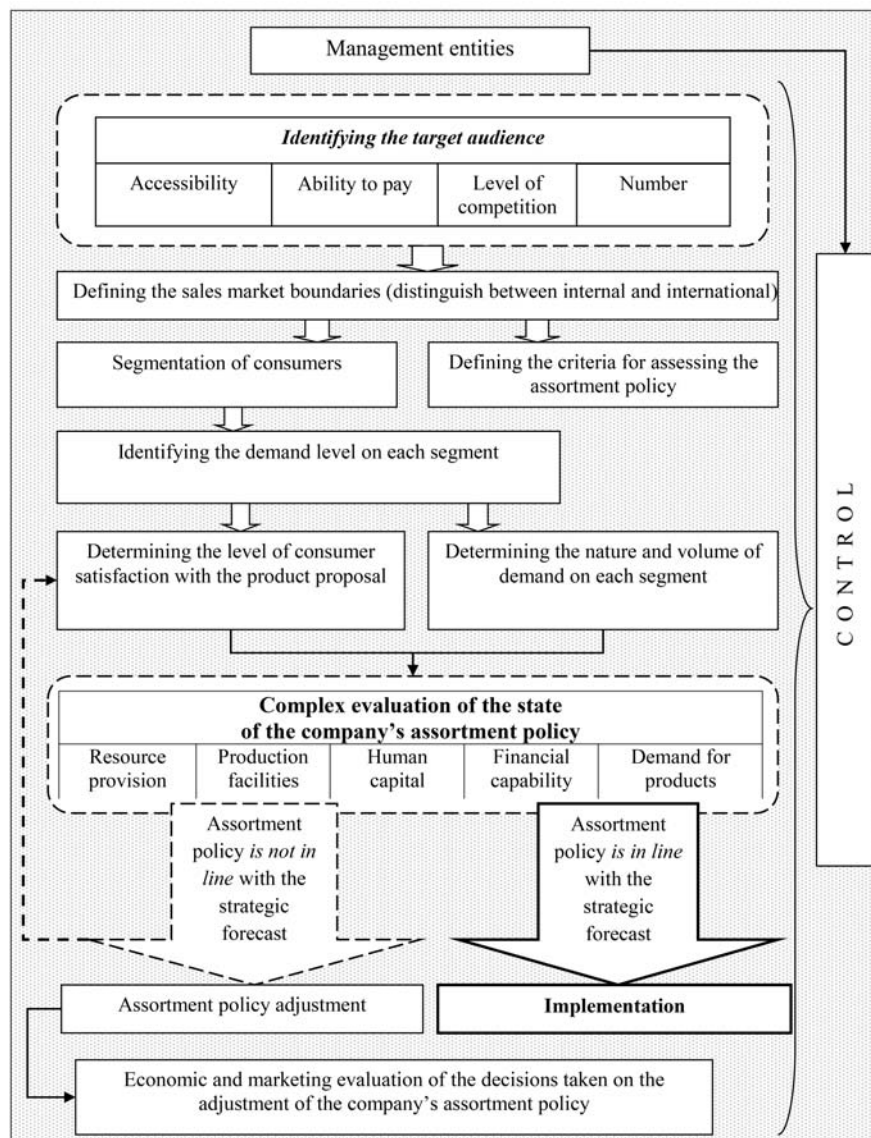 Management entities
Identifying the target audience
Accessibility
Ability to pay
Level of
competition
Number
Defining the sales market boundaries (distinguish between internal and international)
Segmentation of consumers
Defining the criteria for assessing the
assortment policy
Identifying the demand level on each segment
Determining the level of consumer
satisfaction with the product proposal
Determining the nature and volume of
demand on each segment
Complex evaluation of the state
of the company's assortment policy
Resource
provision
Production
facilities
Human
capital
Financial
capability
Demand for
products
Assortment
policy is not in
line with the
strategic
forecast
Assortment
policy is in line
with the
strategic
forecast
Assortment policy adjustment
Implementation
Economic and marketing evaluation of the decisions taken on the
adjustment of the company's assortment policy
CONTROL